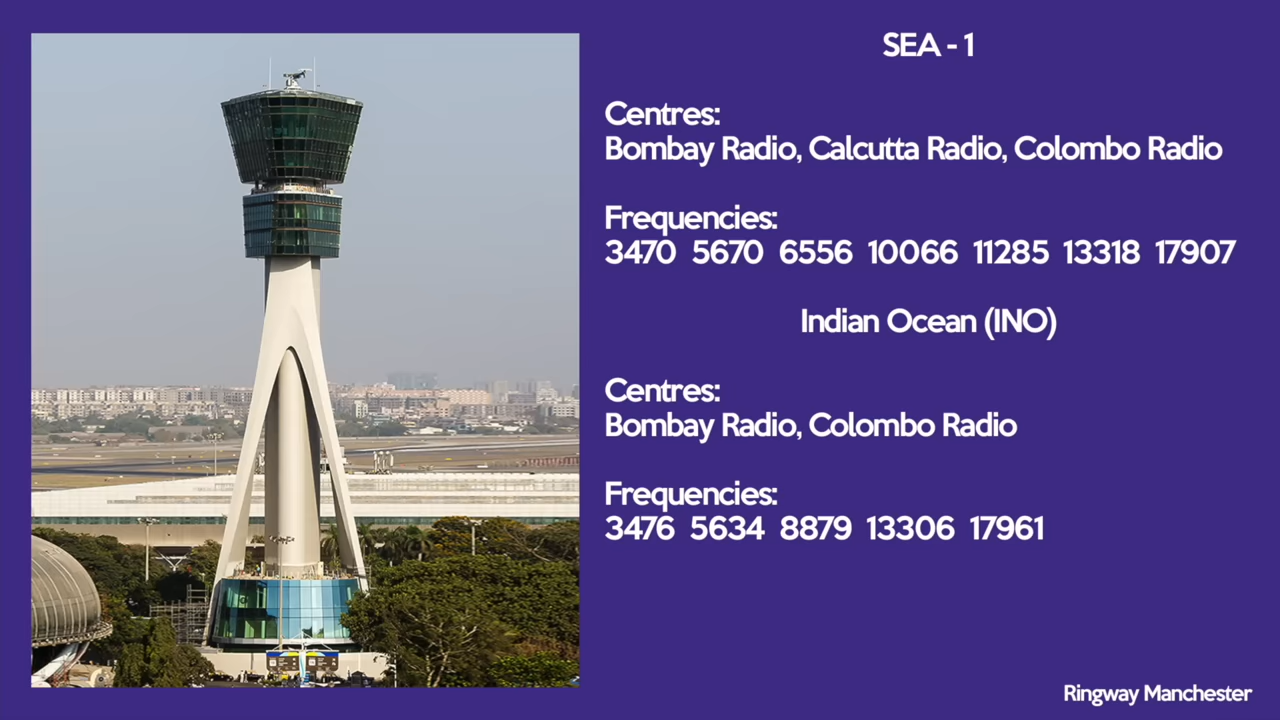 SEA - 1
Centres:
Bombay Radio, Calcutta Radio, Colombo Radio
Frequencies:
3470 5670 6556 10066 11285 13318 17907
Indian Ocean (INO)
Centres:
Bombay Radio, Colombo Radio
Frequencies:
3476 5634 8879 13306 17961
Ringway Manchester